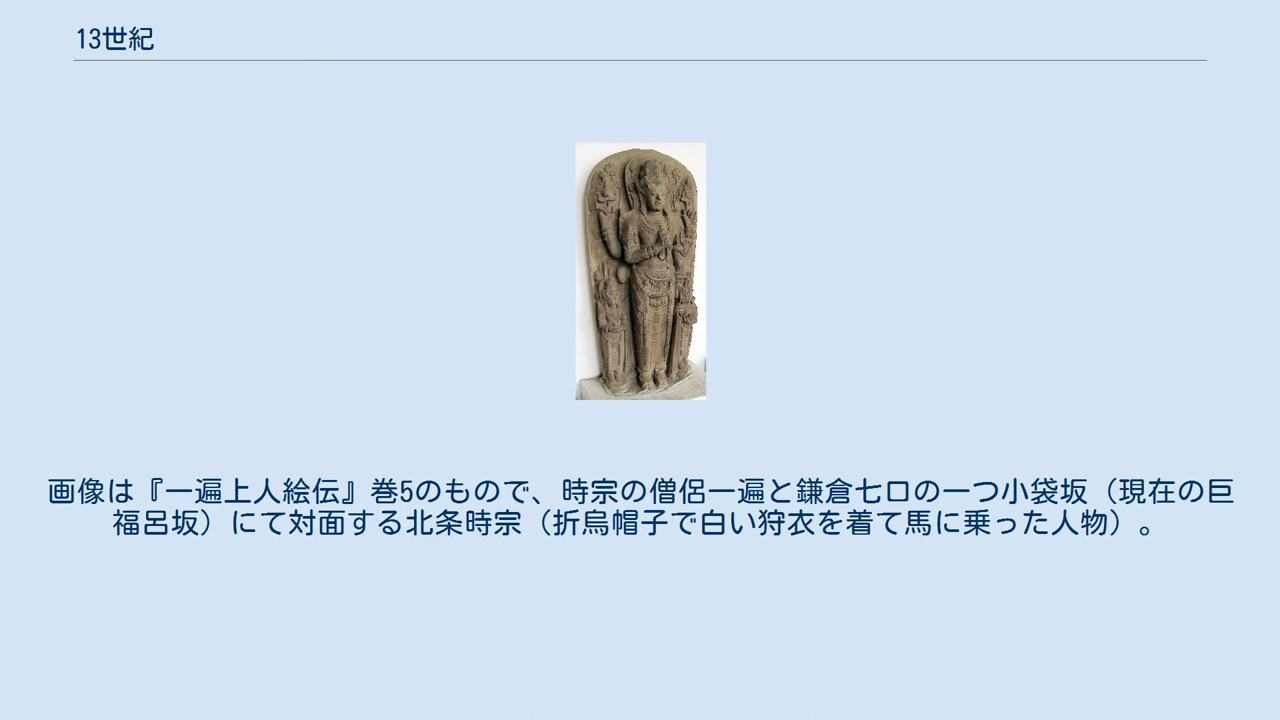 13世紀
画像は『一遍上人絵伝』巻5のもので、時宗の僧侶一遍と鎌倉七口の一つ小袋坂（現在の巨
福呂坂）にて対面する北条時宗（折烏帽子で白い狩衣を着て馬に乗った人物）。